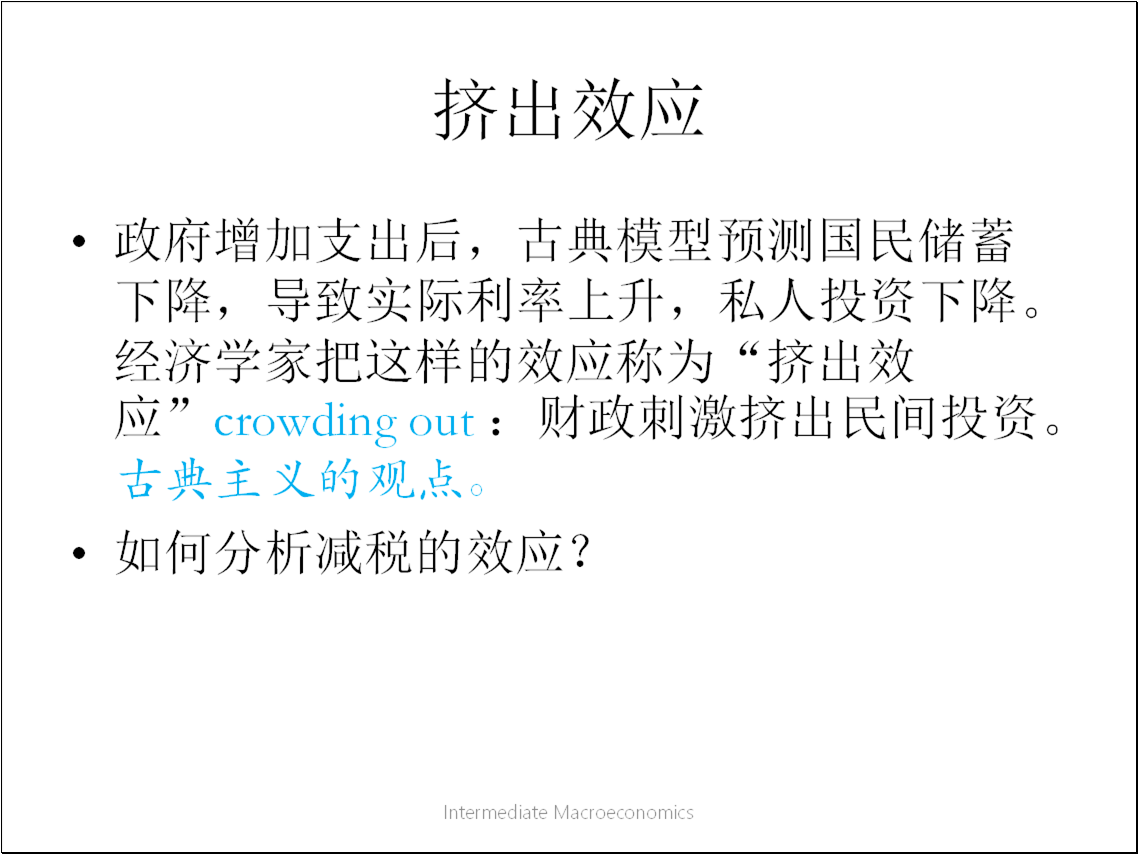 挤出效应
• 政府增加支出后，古典模型预测国民储蓄
下降，导致实际利率上升，私人投资下降。
经济学家把这样的效应称为“挤出效
应”crowding out：财政刺激挤出民间投资。
古典主义的观点。
• 如何分析减税的效应？
Intermediate Macroeconomics